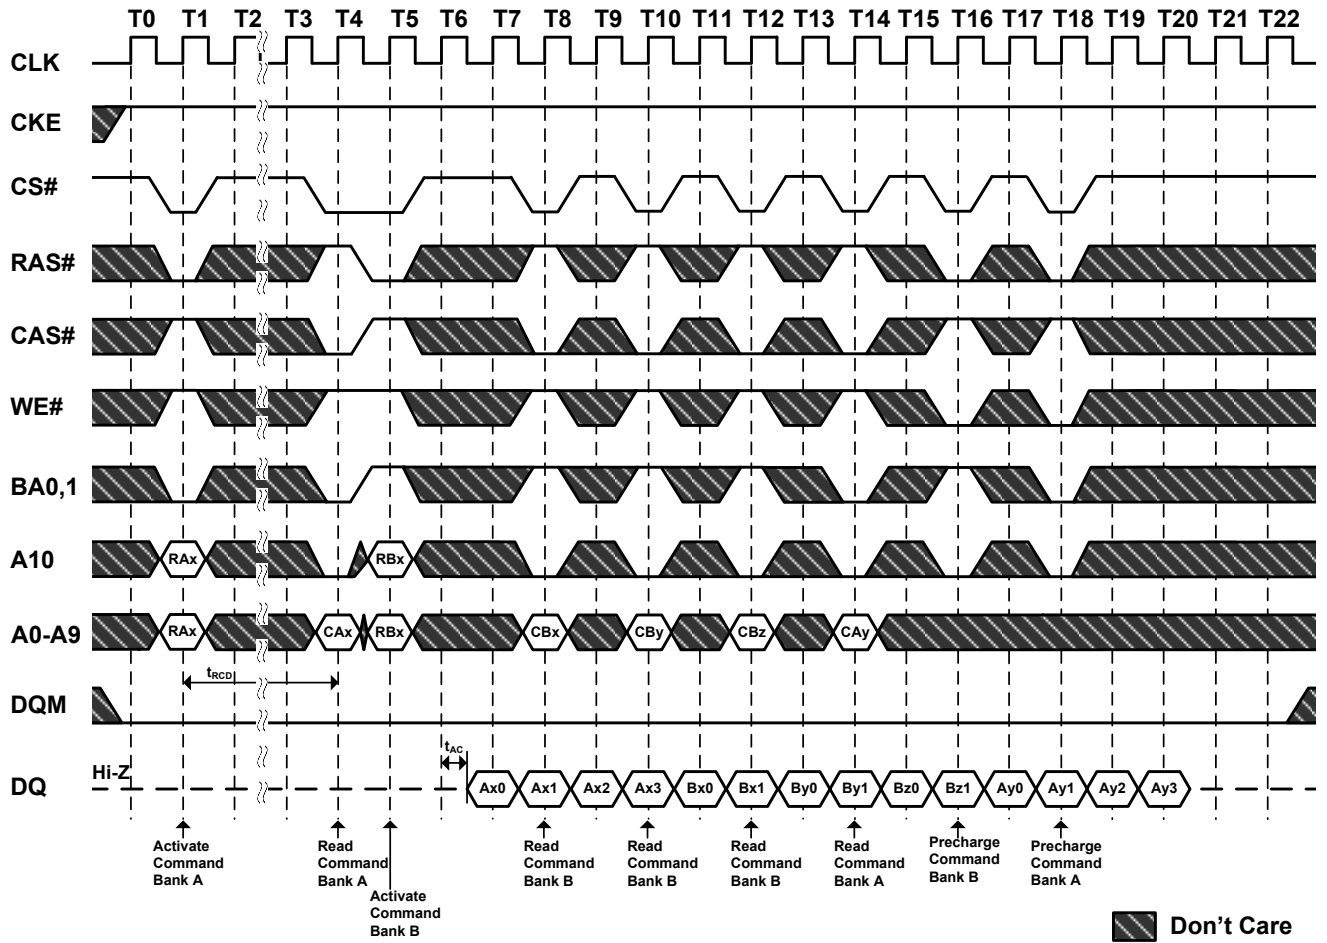 T0 T1 T2 T3 T4 T5 T6 T7 T8 T9 T10 T11 T12 T13 T14 T15 T16 T17 T18 T19 T20 T21 T22
CLK
CKE
CS#
RAS#
CAS#
WE#
BA0,1
A10 RAx RBx
A0-A9 RAx CAx RBx CBx CBy CBz CAy
tRCD
DQM
tAC
Hi-Z
DQ Ax0 Ax1 Ax2 Ax3 Bx0 Bx1 By0 By1 Bz0 Bz1 Ay0 Ay1 Ay2 Ay3
Activate
Command
Bank A
Read
Command
Bank A
Activate
Command
Bank B
Read
Command
Bank B
Read
Command
Bank B
Read
Command
Bank B
Read
Command
Bank A
Precharge
Command
Bank B
Precharge
Command
Bank A
Don't Care